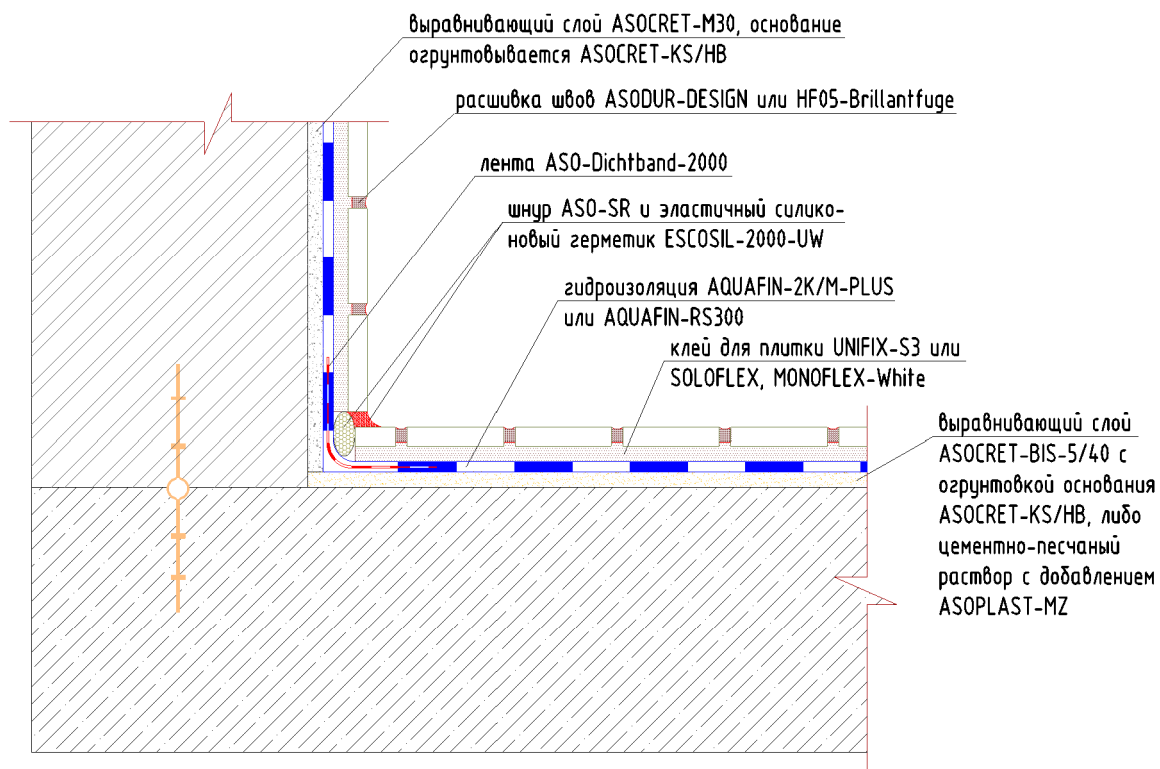 выравнивающий слой ASOCRET-M30, основание
огрунтовывается ASOCRET-KS/HB
расшивка швов ASODUR-DESIGN или HF05-Brillantfuge
лента ASO-Dichtband-2000
шнур ASO-SR и эластичный силико-
новый герметик ESCOSIL-2000-UW
гидроизоляция AQUAFIN-2K/M-PLUS
или AQUAFIN-RS300
клей для плитки UNIFIX-S3 или
SOLOFLEX, MONOFLEX-White
выравнивающий слой
ASOCRET-BIS-5/40 с
огрунтовкой основания
ASOCRET-KS/HB, либо
цементно-песчаный
раствор с добавлением
ASOPLAST-MZ